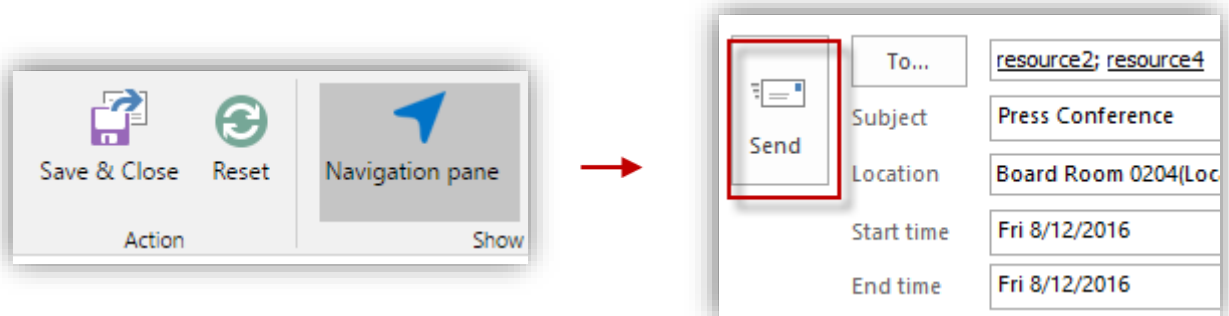 Save & Close
Reset
Navigation pane
Action
Show
To...
resource2; resource4
Send
Subject
Press Conference
Location
Board Room 0204(Loc
Start time
Fri 8/12/2016
End time
Fri 8/12/2016